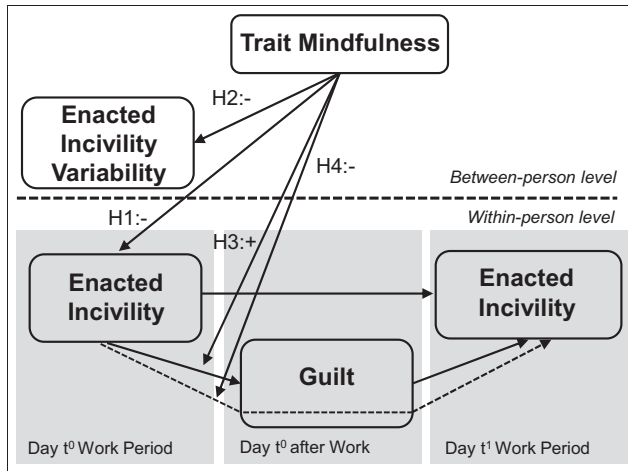 Trait Mindfulness
H2:-
Enacted
Incivility
Variability
H4:-
Between-person level
Within-person level
H1:-
H3:+
Enacted
Incivility
Enacted
Incivility
Guilt
Day t⁰ Work Period
Day t⁰ after Work
Day t¹ Work Period